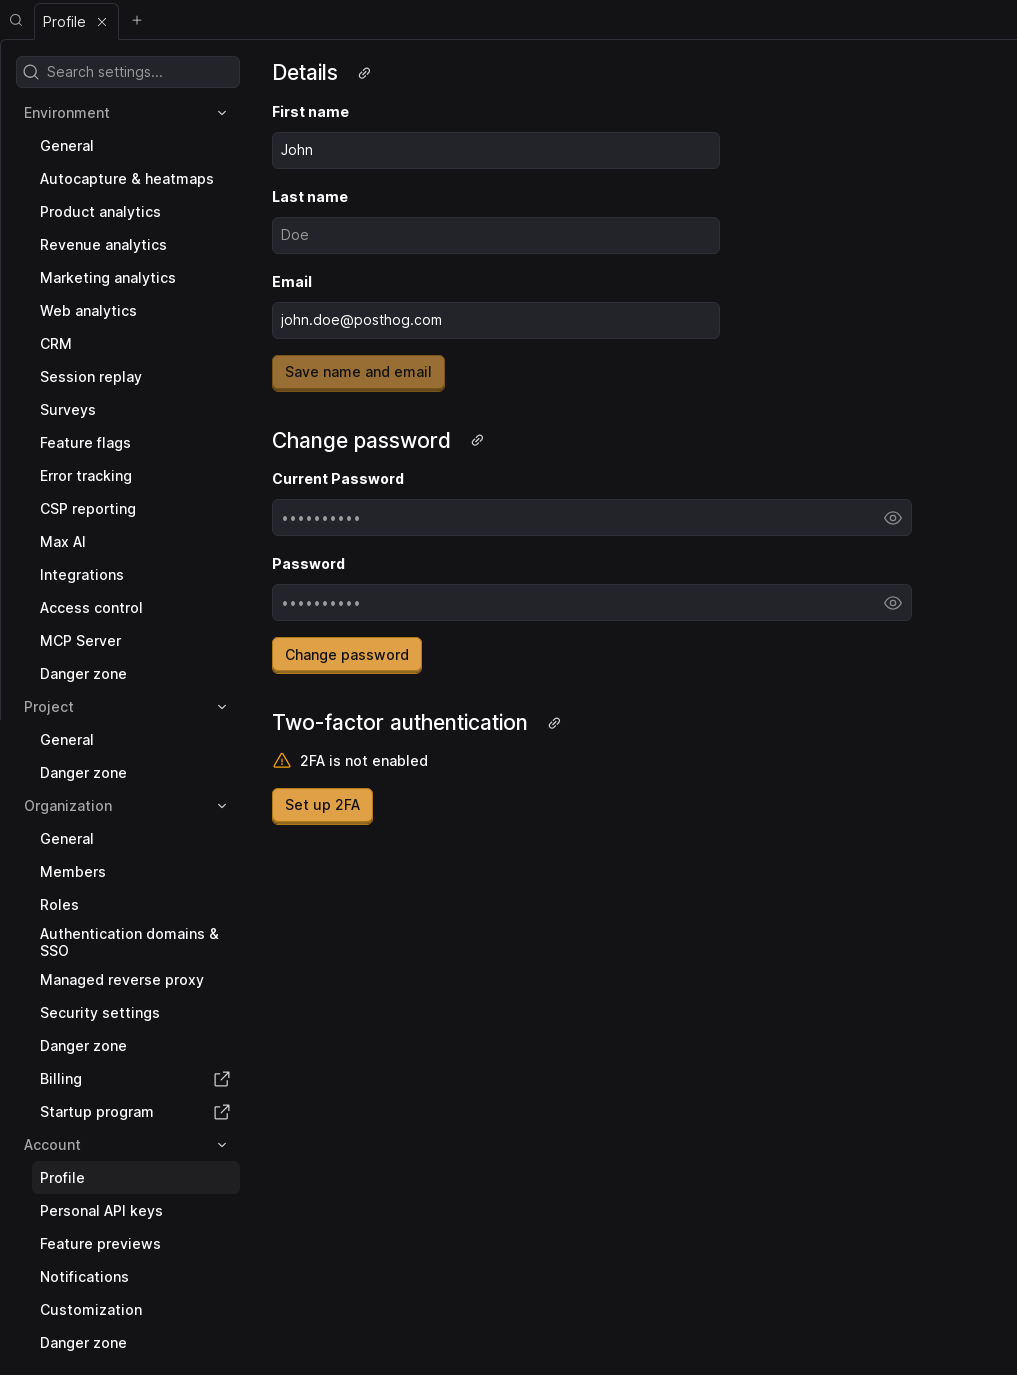 Profile
Search settings...
Environment
General
Autocapture & heatmaps
Product analytics
Revenue analytics
Marketing analytics
Web analytics
CRM
Session replay
Surveys
Feature flags
Error tracking
CSP reporting
Max AI
Integrations
Access control
MCP Server
Danger zone
Project
General
Danger zone
Organization
General
Members
Roles
Authentication domains &
SSO
Managed reverse proxy
Security settings
Danger zone
Billing
Startup program
Account
Profile
Personal API keys
Feature previews
Notifications
Customization
Danger zone
Details
First name
John
Last name
Doe
Email
john.doe@posthog.com
Save name and email
Change password
Current Password
••••••••••
Password
••••••••••
Change password
Two-factor authentication
2FA is not enabled
Set up 2FA